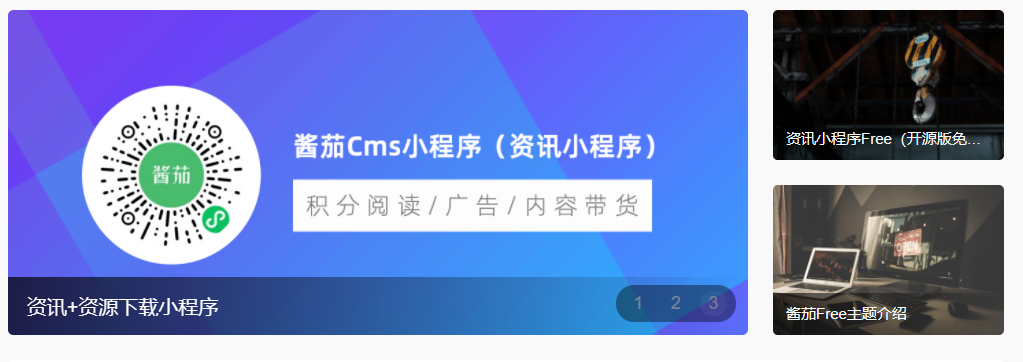 酱茄Cms小程序（资讯小程序）
酱茄
积分阅读/广告/内容带货
资讯+资源下载小程序
1 2 3
资讯小程序Free（开源版免...
OPEN
酱茄Free主题介绍